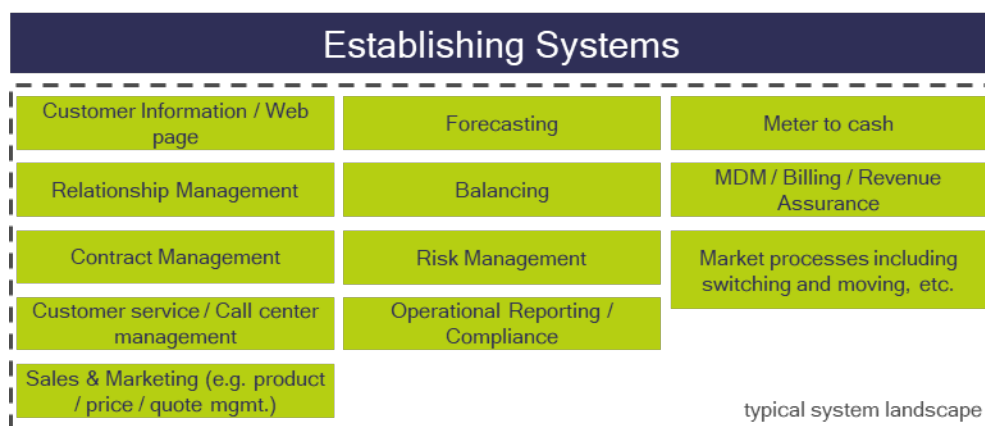 Establishing Systems
Customer Information / Web
page
Forecasting
Meter to cash
Relationship Management
Balancing
MDM / Billing / Revenue
Assurance
Contract Management
Risk Management
Market processes including
switching and moving, etc.
Customer service / Call center
management
Operational Reporting /
Compliance
Sales & Marketing (e.g. product
/ price / quote mgmt.)
typical system landscape